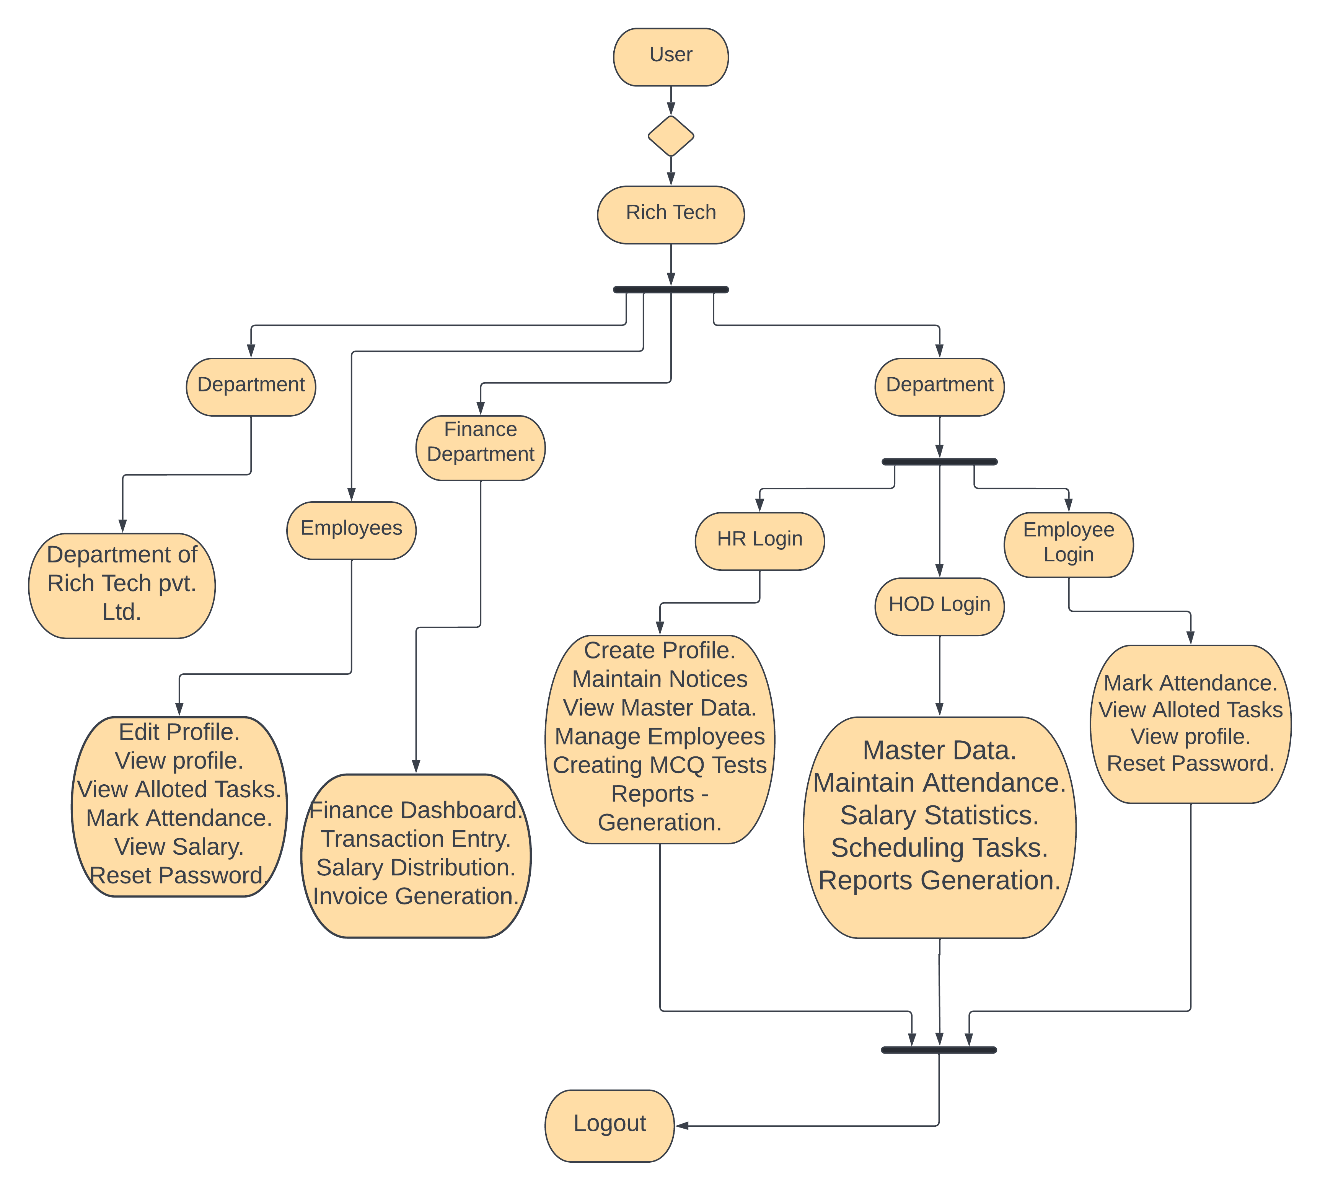 User
Rich Tech
Department
Department
Finance
Department
Employees
HR Login
Employee
Login
Department of
Rich Tech pvt.
Ltd.
HOD Login
Create Profile.
Maintain Notices
View Master Data.
Manage Employees
Creating MCQ Tests
Reports -
Generation.
Mark Attendance.
View Alloted Tasks
View profile.
Reset Password.
Edit Profile.
View profile.
View Alloted Tasks.
Mark Attendance.
View Salary.
Reset Password.
Master Data.
Maintain Attendance.
Salary Statistics.
Scheduling Tasks.
Reports Generation.
Finance Dashboard.
Transaction Entry.
Salary Distribution.
Invoice Generation.
Logout